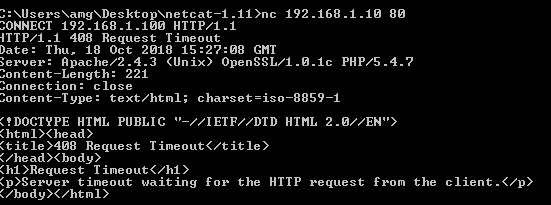 C:\Users\amg\Desktop\netcat-1.11>nc 192.168.1.10 80
CONNECT 192.168.1.100 HTTP/1.1
HTTP/1.1 408 Request Timeout
Date: Thu, 18 Oct 2018 15:27:08 GMT
Server: Apache/2.4.3 (Unix) OpenSSL/1.0.1c PHP/5.4.7
Content-Length: 221
Connection: close
Content-Type: text/html; charset=iso-8859-1
<!DOCTYPE HTML PUBLIC "-//IETF//DTD HTML 2.0//EN">
<html><head>
<title>408 Request Timeout</title>
</head><body>
<h1>Request Timeout</h1>
<p>Server timeout waiting for the HTTP request from the client.</p>
</body></html>